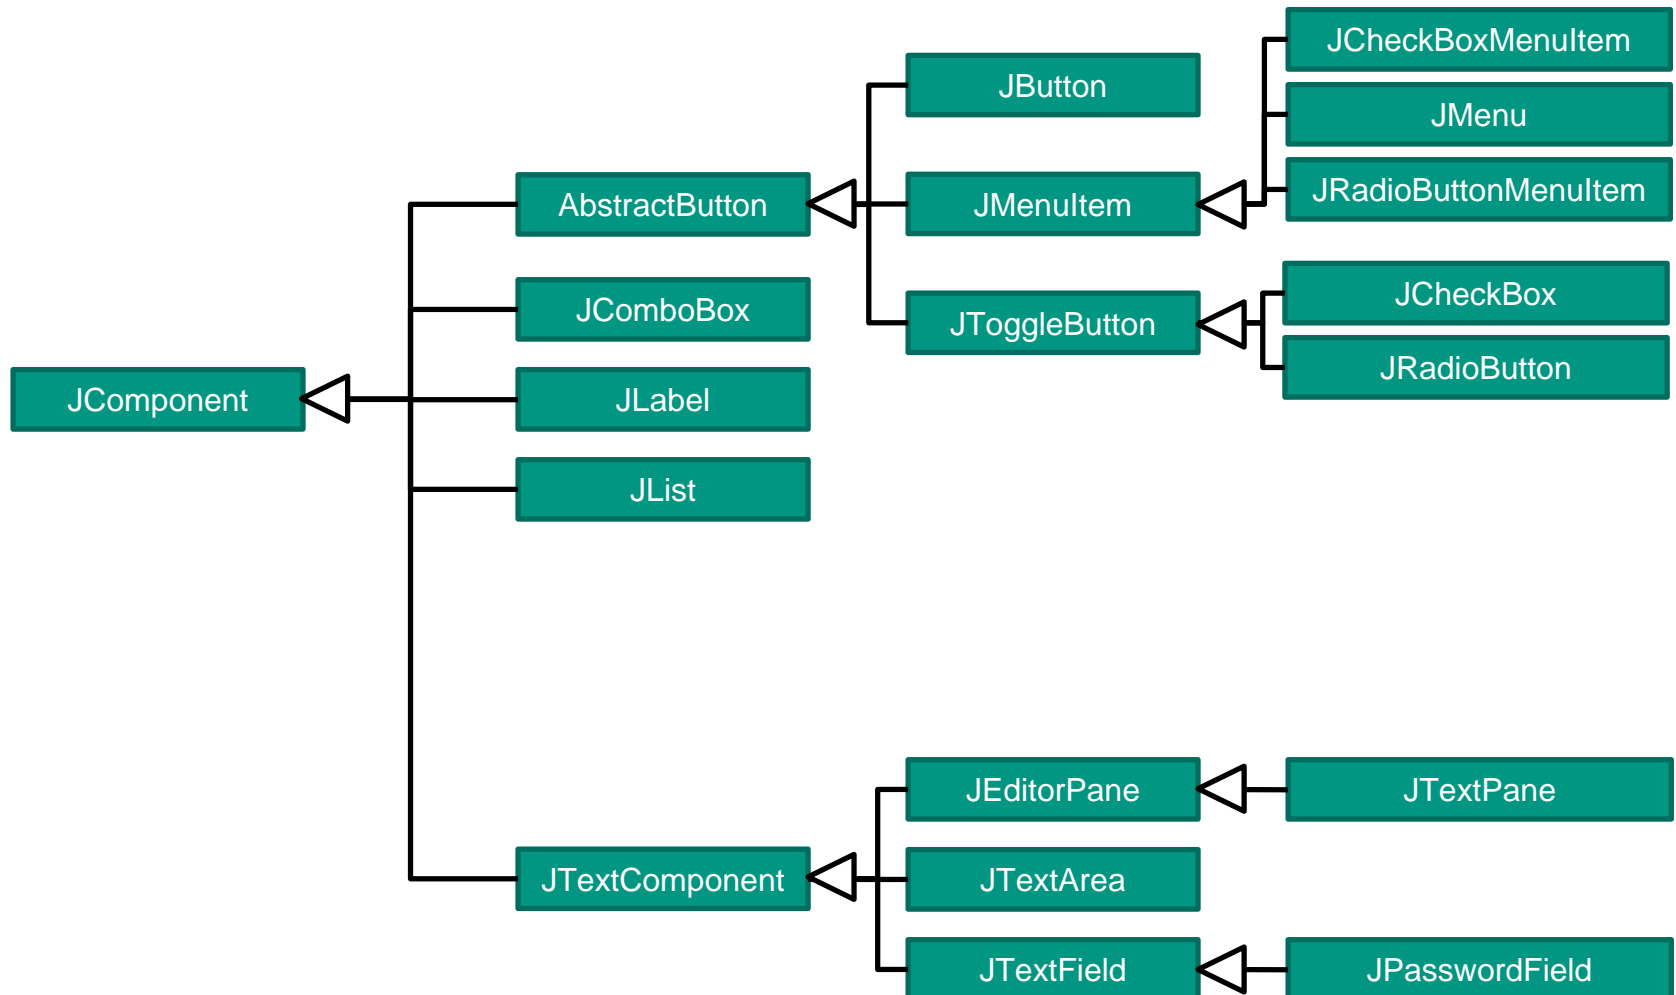 JCheckBoxMenuItem
JButton
JMenu
AbstractButton
JMenuItem
JRadioButtonMenuItem
JComboBox
JToggleButton
JCheckBox
JRadioButton
JComponent
JLabel
JList
JEditorPane
JTextPane
JTextComponent
JTextArea
JTextField
JPasswordField